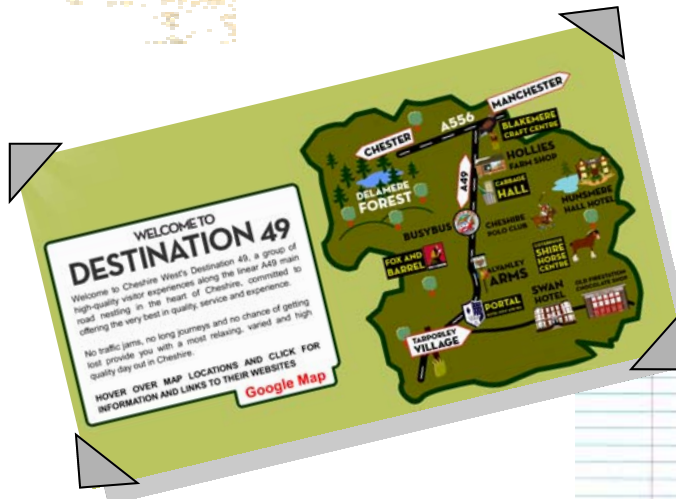 WELCOME TO
DESTINATION 49
Welcome to Cheshire West's Destination 49, a group of
high-quality visitor experiences along the linear A49 main
road nestling in the heart of Cheshire, committed to
offering the very best in quality, service and experience.
No traffic jams, no long journeys and no chance of getting
lost provide you with a most relaxing, varied and high
quality day out in Cheshire.
HOVER OVER MAP LOCATIONS AND CLICK FOR
INFORMATION AND LINKS TO THEIR WEBSITES
Google Map
MANCHESTER
A556
CHESTER
BLAKEMERE
CRAFT CENTRE
HOLLIES
FARM SHOP
A49
CABBAGE
HALL
DELAMERE
FOREST
NUNSMERE
HALL HOTEL
BUSYBUS
CHESHIRE
POLO CLUB
FOX AND
BARREL
SHIRE
HORSE
CENTRE
ALVANLEY
ARMS
OLD FIRESTATION
CHOCOLATE SHOP
SWAN
HOTEL
PORTAL
TARPORLEY
VILLAGE